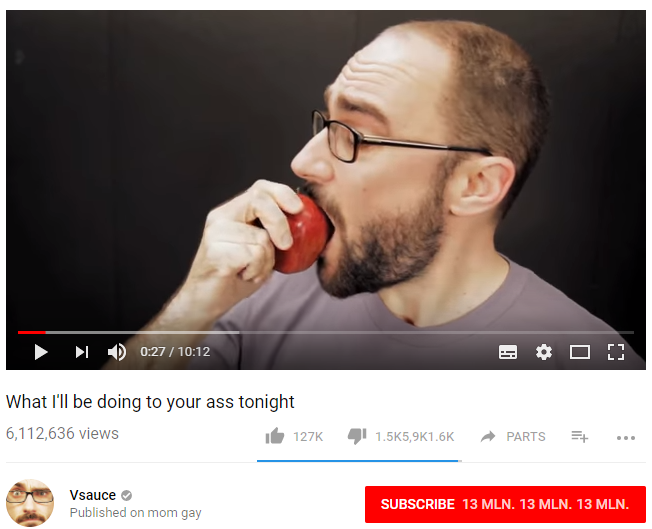 0:27 / 10:12
What I'll be doing to your ass tonight
6,112,636 views
127K 1.5K5,9K1.6K PARTS
Vsauce
Published on mom gay
SUBSCRIBE 13 MLN. 13 MLN. 13 MLN.